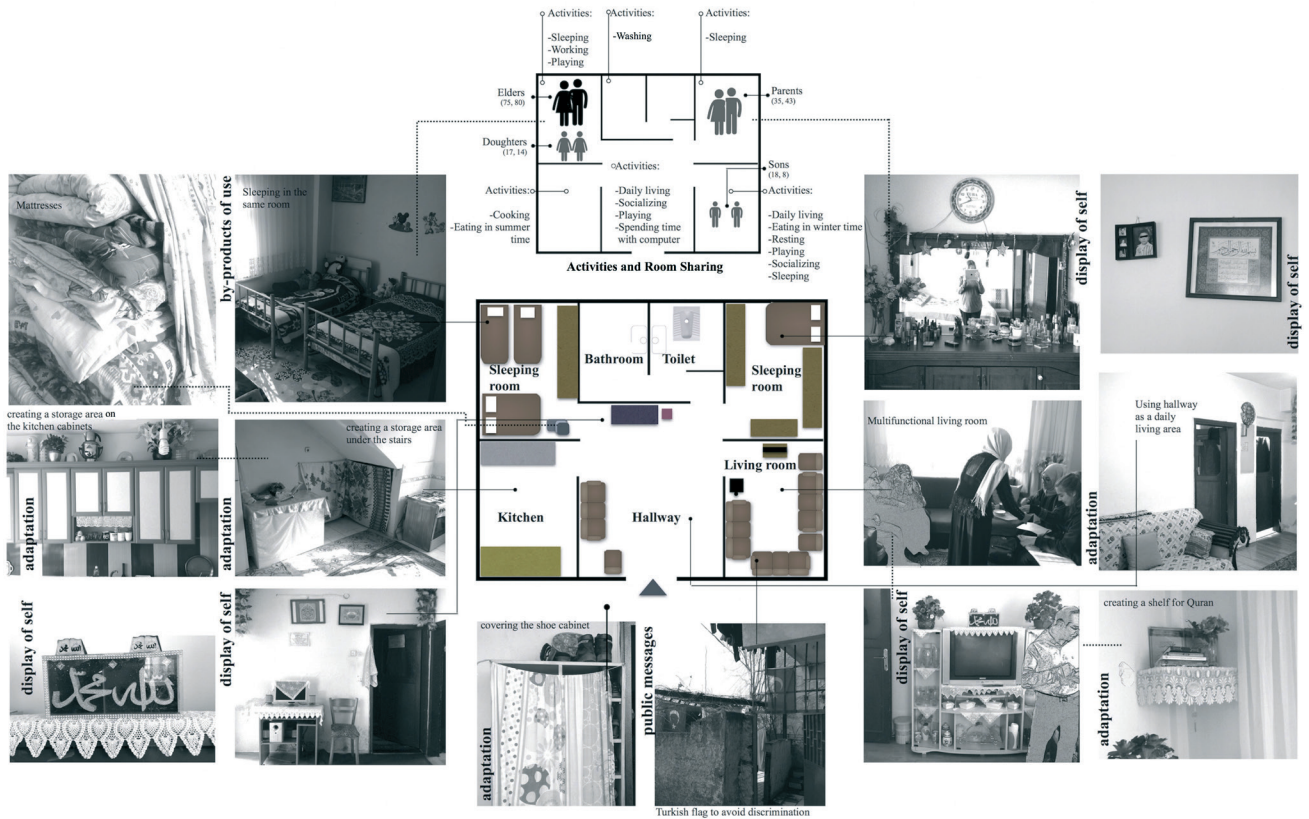 Activities:
-Sleeping
-Working
-Playing
Activities:
-Washing
Activities:
-Sleeping
Elders
(75, 80)
Parents
(35, 43)
Doughters
(17, 14)
Sons
(18, 8)
Activities:
-Cooking
-Eating in summer
time
Activities:
-Daily living
-Socializing
-Playing
-Spending time
with computer
Activities:
-Daily living
-Eating in winter time
-Resting
-Playing
-Socializing
-Sleeping
Activities and Room Sharing
Mattresses
by-products of use
Sleeping in the
same room
display of self
display of self
Sleeping
room
Bathroom
Toilet
Sleeping
room
Living room
Kitchen
Hallway
creating a storage area on
the kitchen cabinets
adaptation
creating a storage area
under the stairs
adaptation
Multifunctional living room
Using hallway
as a daily
living area
adaptation
display of self
الله محمد
display of self
covering the shoe cabinet
adaptation
public messages
Turkish flag to avoid discrimination
display of self
creating a shelf for Quran
adaptation